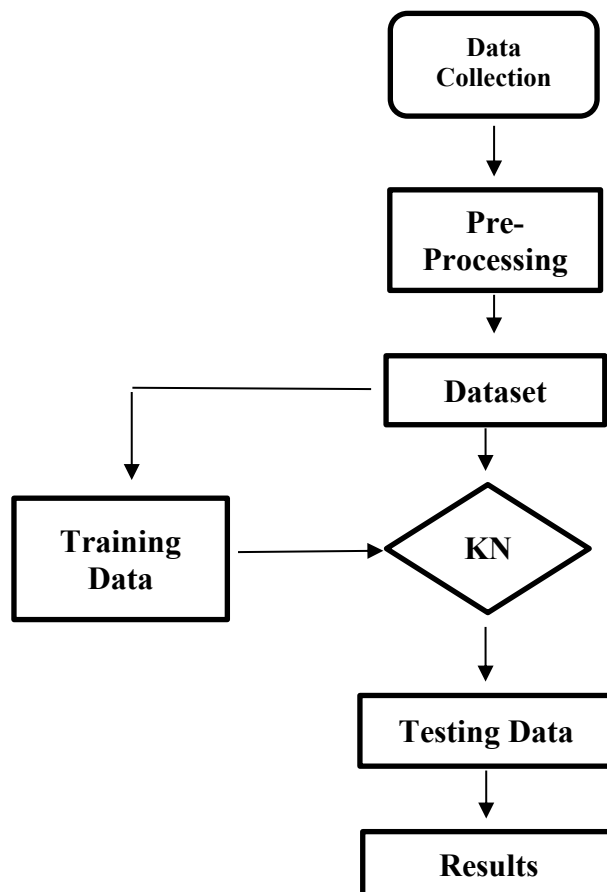 Data
Collection
Pre-
Processing
Dataset
Training
Data
KN
Testing Data
Results